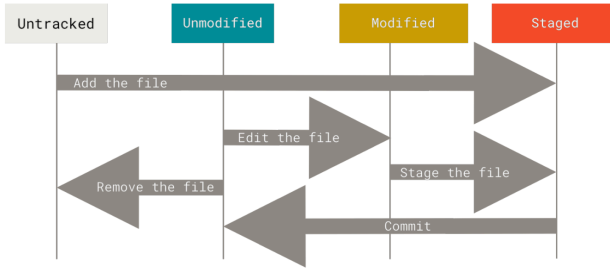 Untracked
Unmodified
Modified
Staged
Add the file
Edit the file
Stage the file
Remove the file
Commit